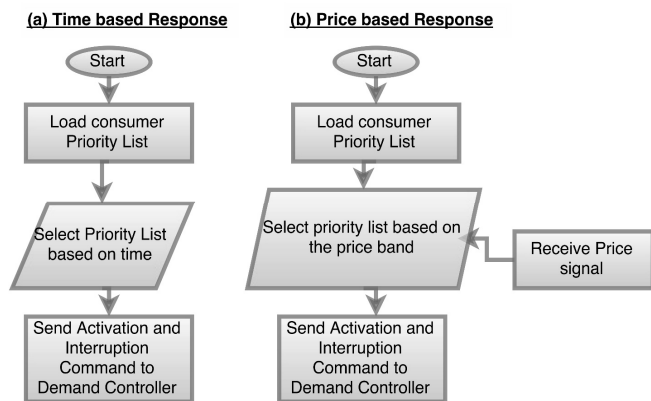 (a) Time based Response
Start
Load consumer
Priority List
Select Priority List
based on time
Send Activation and
Interruption
Command to
Demand Controller
(b) Price based Response
Start
Load consumer
Priority List
Select priority list based on
the price band
Receive Price
signal
Send Activation and
Interruption
Command to
Demand Controller